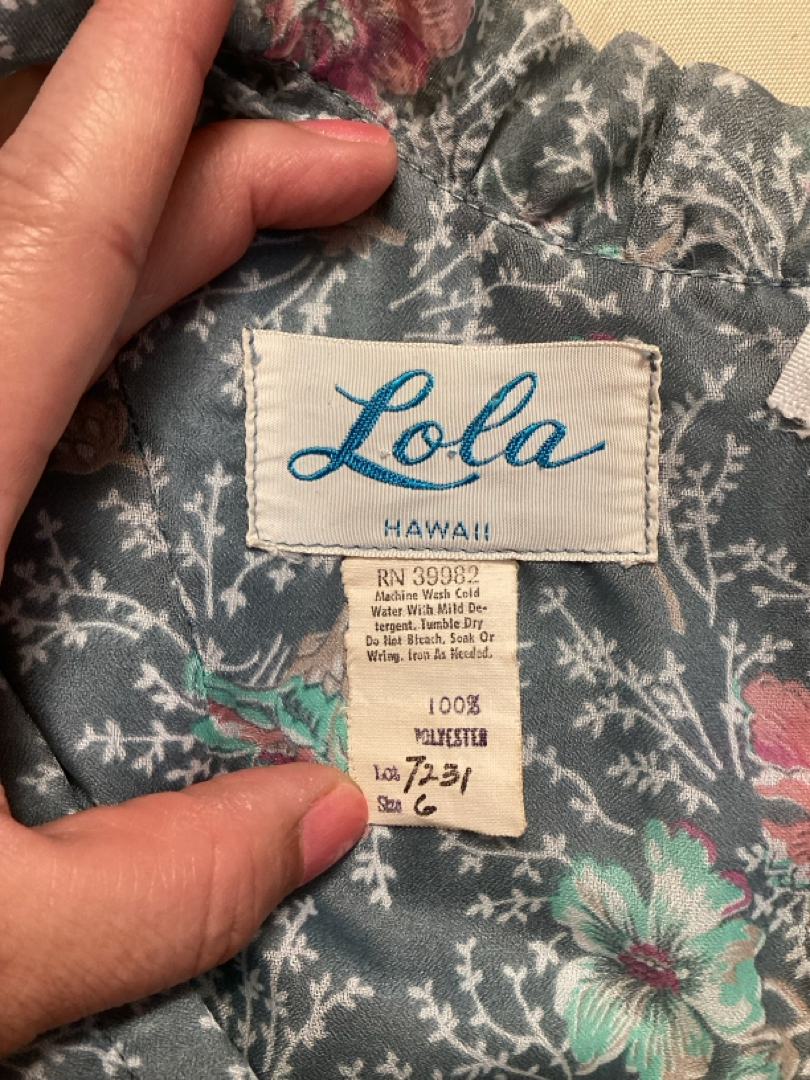 Lola
HAWAII
RN 39982
Machine Wash Cold
Water With Mild De-
tergent. Tumble Dry
Do Not Bleach, Soak Or
Wring. Iron As Needed.
100%
POLYESTER
Lot 7231
Size 6